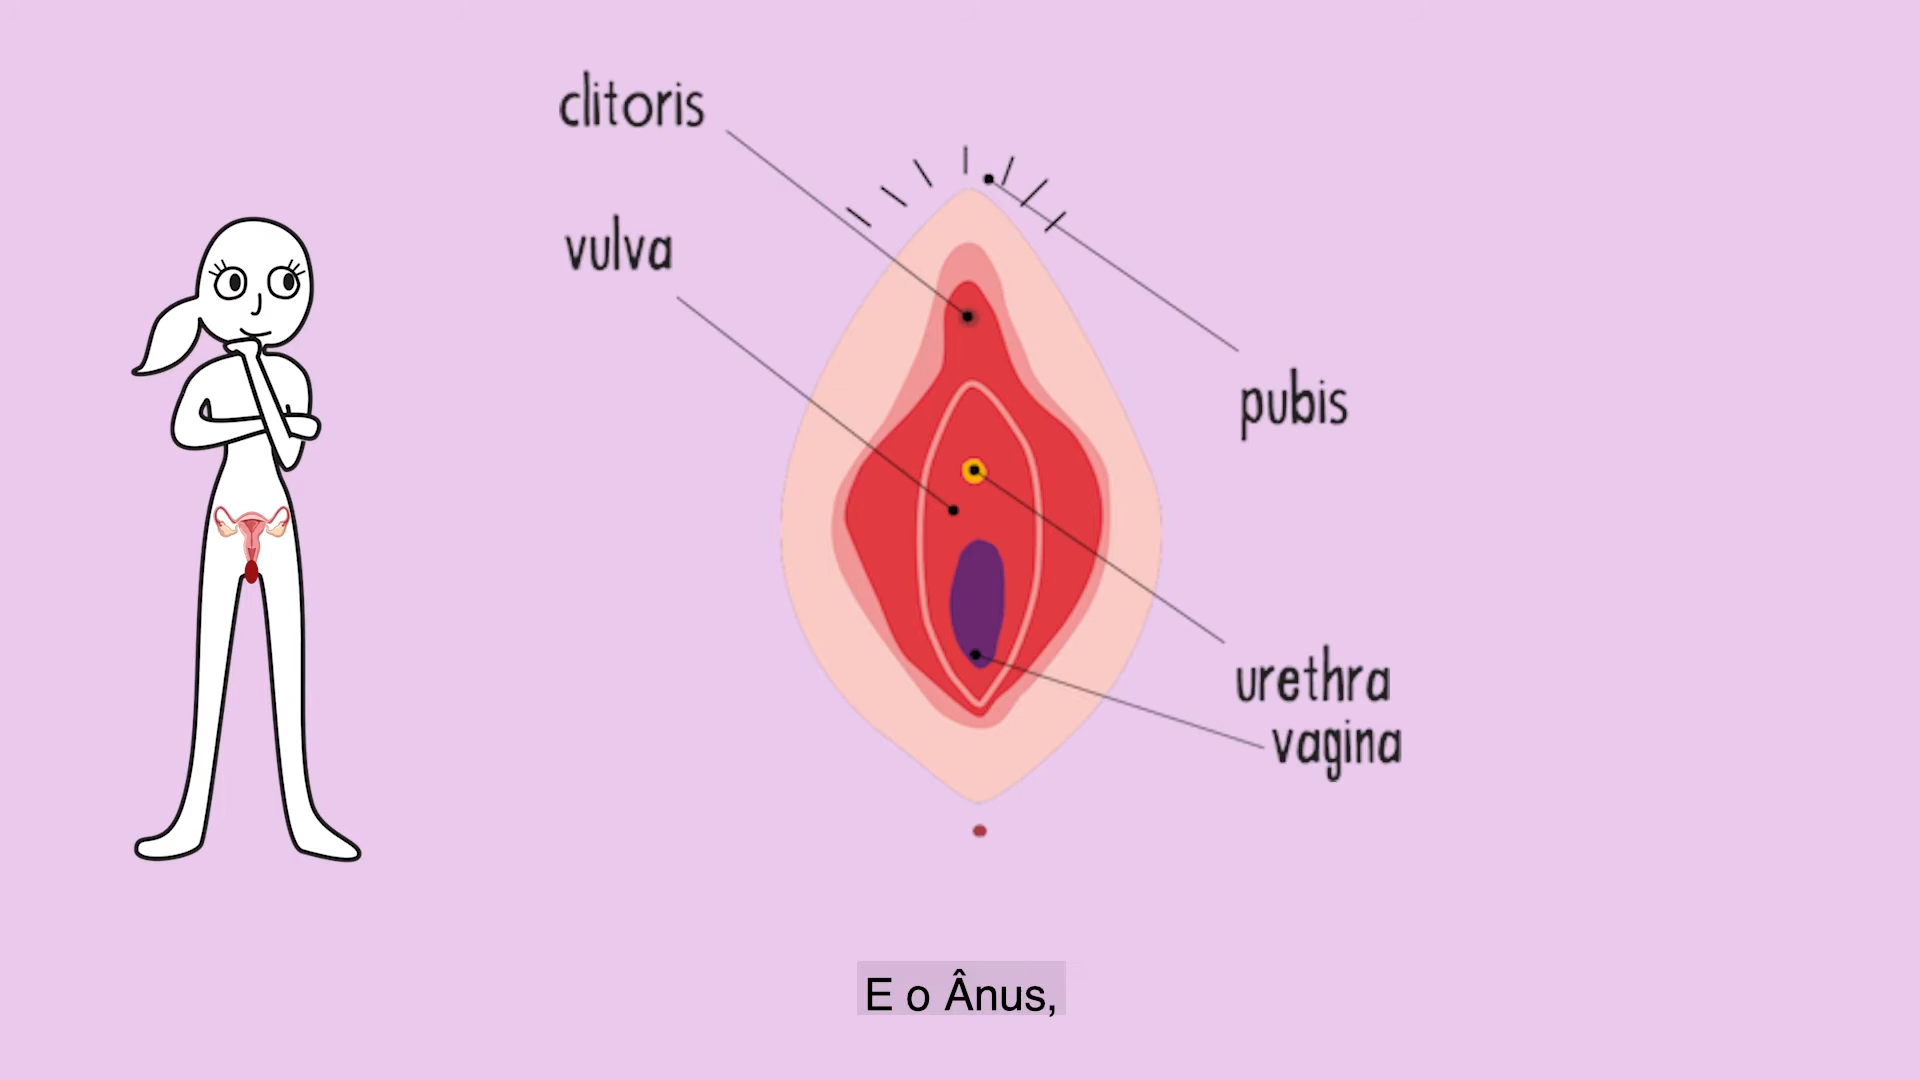 clitoris
vulva
pubis
urethra
vagina
E o Ânus,